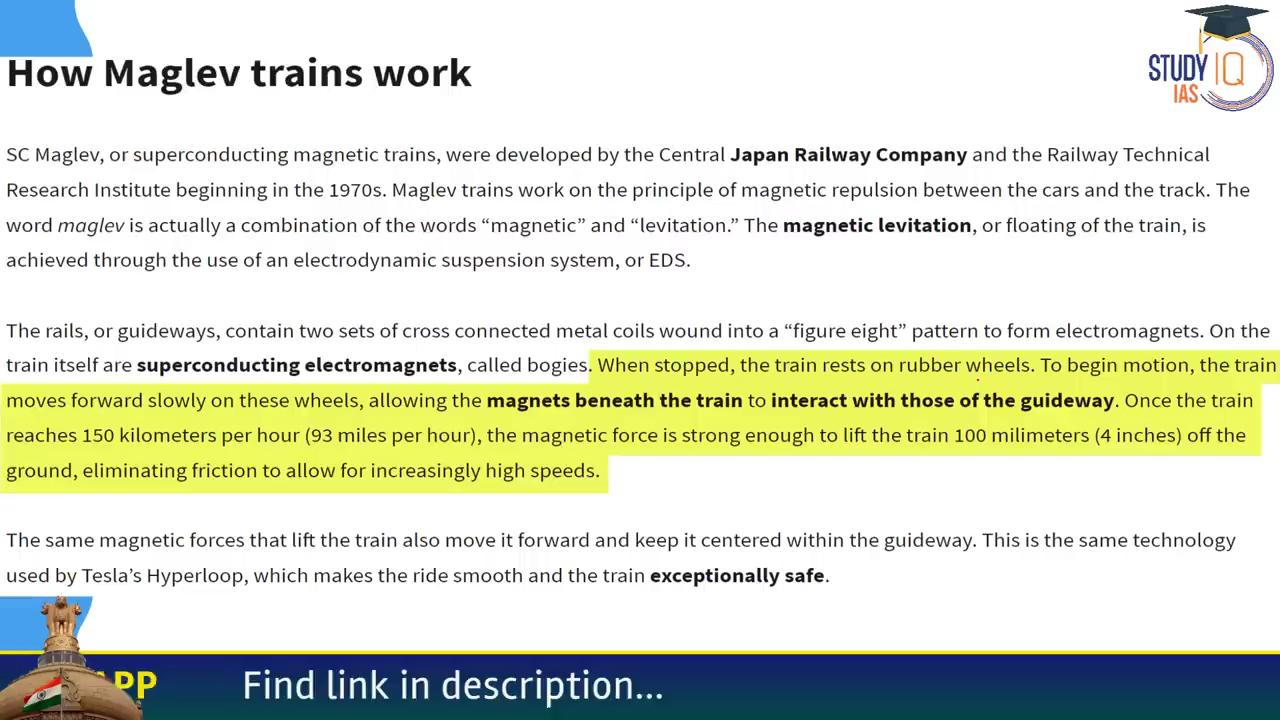 How Maglev trains work
STUDY IQ
IAS
SC Maglev, or superconducting magnetic trains, were developed by the Central Japan Railway Company and the Railway Technical
Research Institute beginning in the 1970s. Maglev trains work on the principle of magnetic repulsion between the cars and the track. The
word maglev is actually a combination of the words “magnetic” and “levitation.” The magnetic levitation, or floating of the train, is
achieved through the use of an electrodynamic suspension system, or EDS.
The rails, or guideways, contain two sets of cross connected metal coils wound into a “figure eight” pattern to form electromagnets. On the
train itself are superconducting electromagnets, called bogies. When stopped, the train rests on rubber wheels. To begin motion, the train
moves forward slowly on these wheels, allowing the magnets beneath the train to interact with those of the guideway. Once the train
reaches 150 kilometers per hour (93 miles per hour), the magnetic force is strong enough to lift the train 100 milimeters (4 inches) off the
ground, eliminating friction to allow for increasingly high speeds.
The same magnetic forces that lift the train also move it forward and keep it centered within the guideway. This is the same technology
used by Tesla’s Hyperloop, which makes the ride smooth and the train exceptionally safe.
APP
Find link in description...